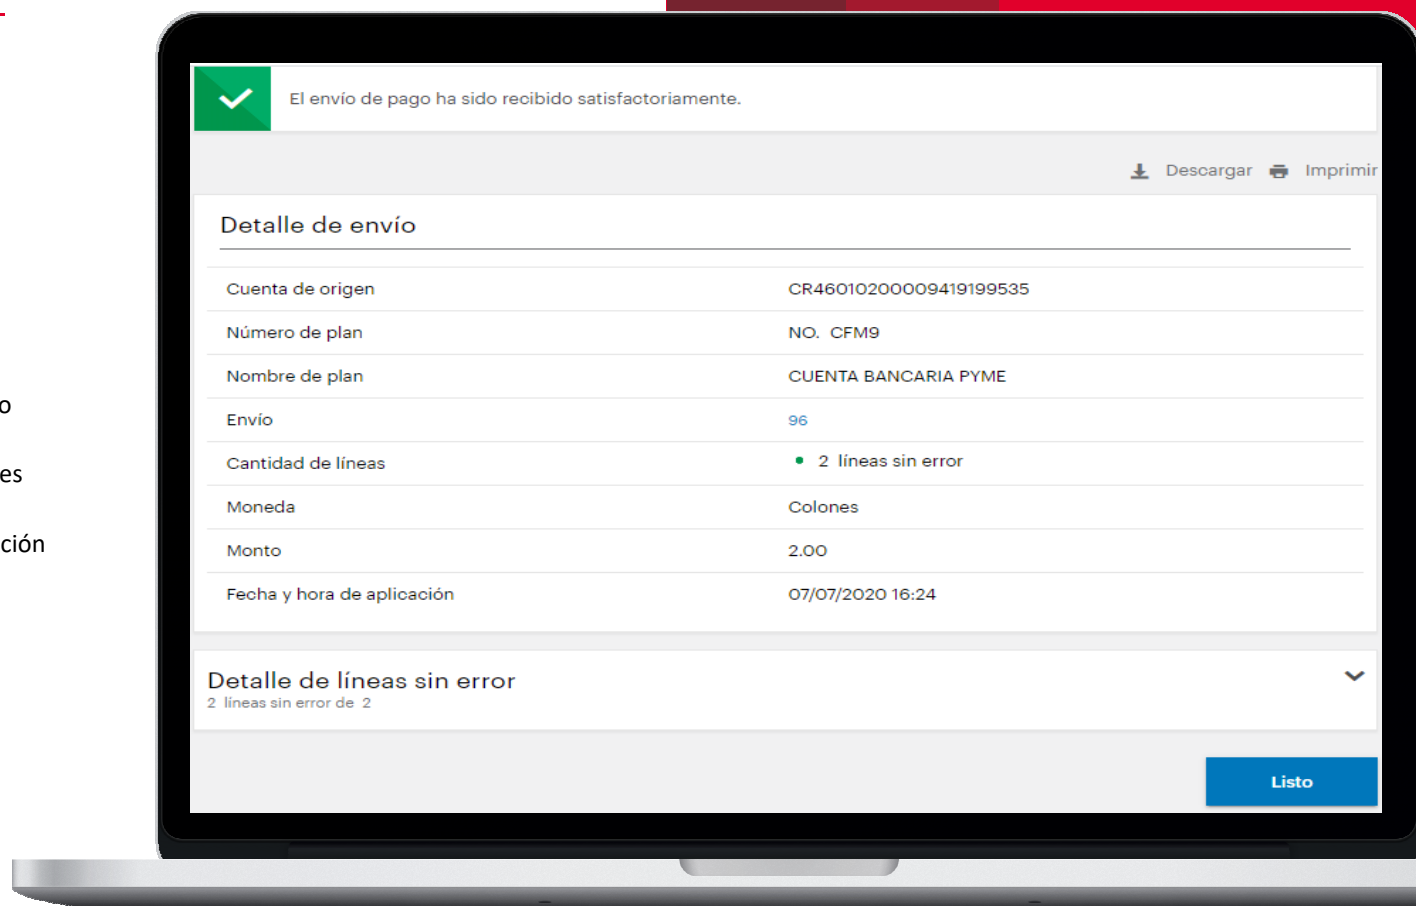 El envío de pago ha sido recibido satisfactoriamente.
Descargar Imprimir
Detalle de envío
Cuenta de origen CR46010200009419199535
Número de plan NO. CFM9
Nombre de plan CUENTA BANCARIA PYME
Envío 96
Cantidad de líneas 2 líneas sin error
Moneda Colones
Monto 2.00
Fecha y hora de aplicación 07/07/2020 16:24
Detalle de líneas sin error
2 líneas sin error de 2
Listo
o
es
ción